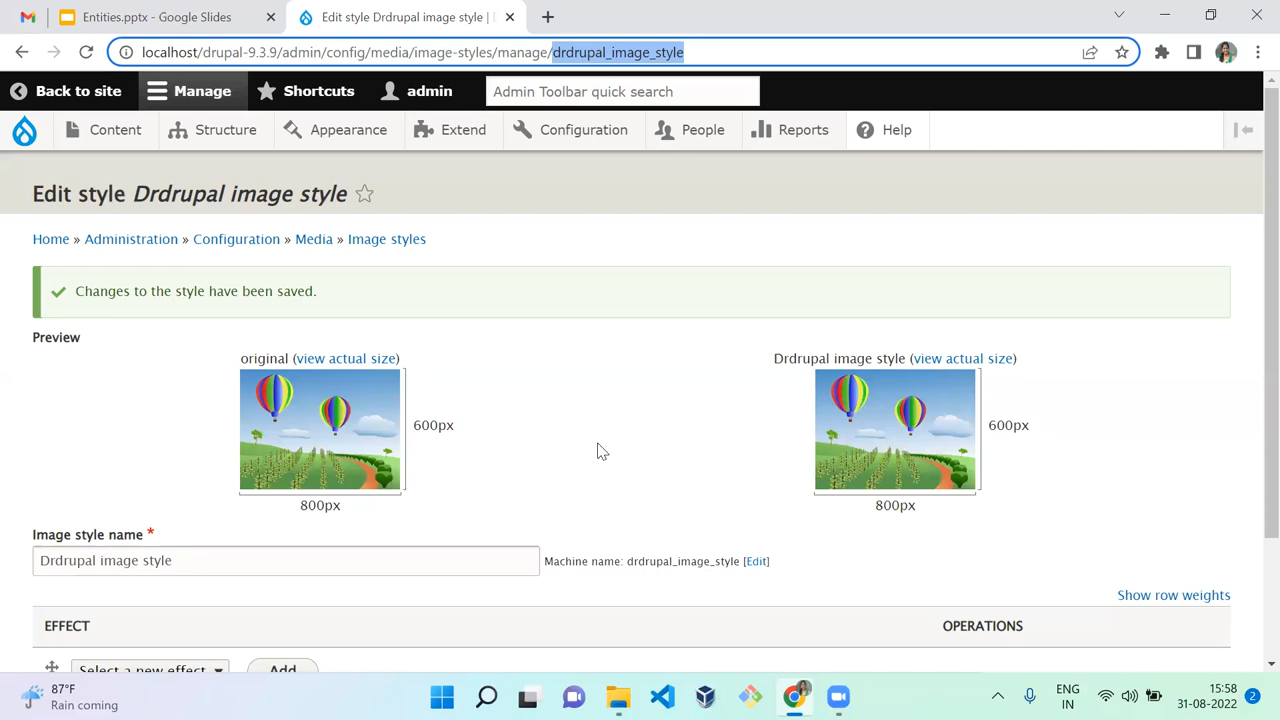 Entities.pptx - Google Slides
Edit style Drdrupal image style | D
localhost/drupal-9.3.9/admin/config/media/image-styles/manage/drdrupal_image_style
Back to site Manage Shortcuts admin Admin Toolbar quick search
Content Structure Appearance Extend Configuration People Reports Help
Edit style Drdrupal image style
Home » Administration » Configuration » Media » Image styles
Changes to the style have been saved.
Preview
original (view actual size) Drdrupal image style (view actual size)
600px 600px
800px 800px
Image style name *
Drdrupal image style Machine name: drdrupal_image_style [Edit]
Show row weights
EFFECT OPERATIONS
Select a new effect Add
87°F
Rain coming
ENG
IN
15:58
31-08-2022
2